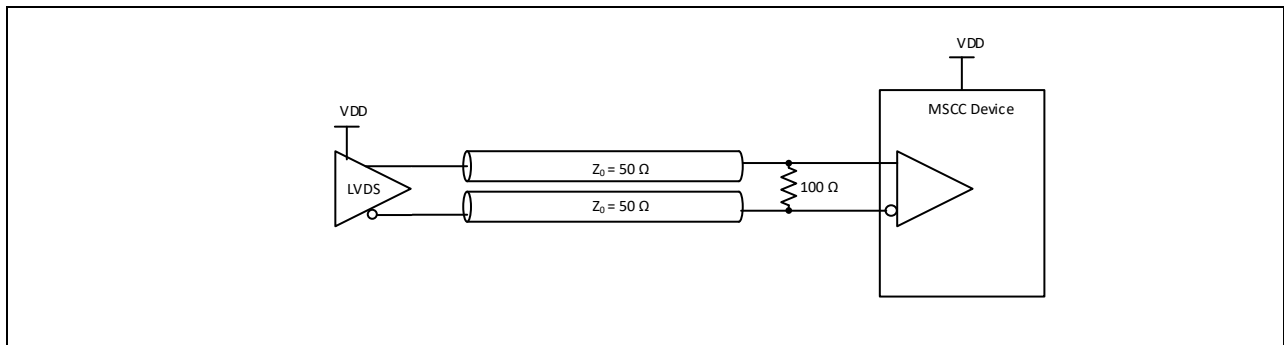 VDD
MSCC Device
VDD
LVDS
Z₀ = 50 Ω
100 Ω
Z₀ = 50 Ω